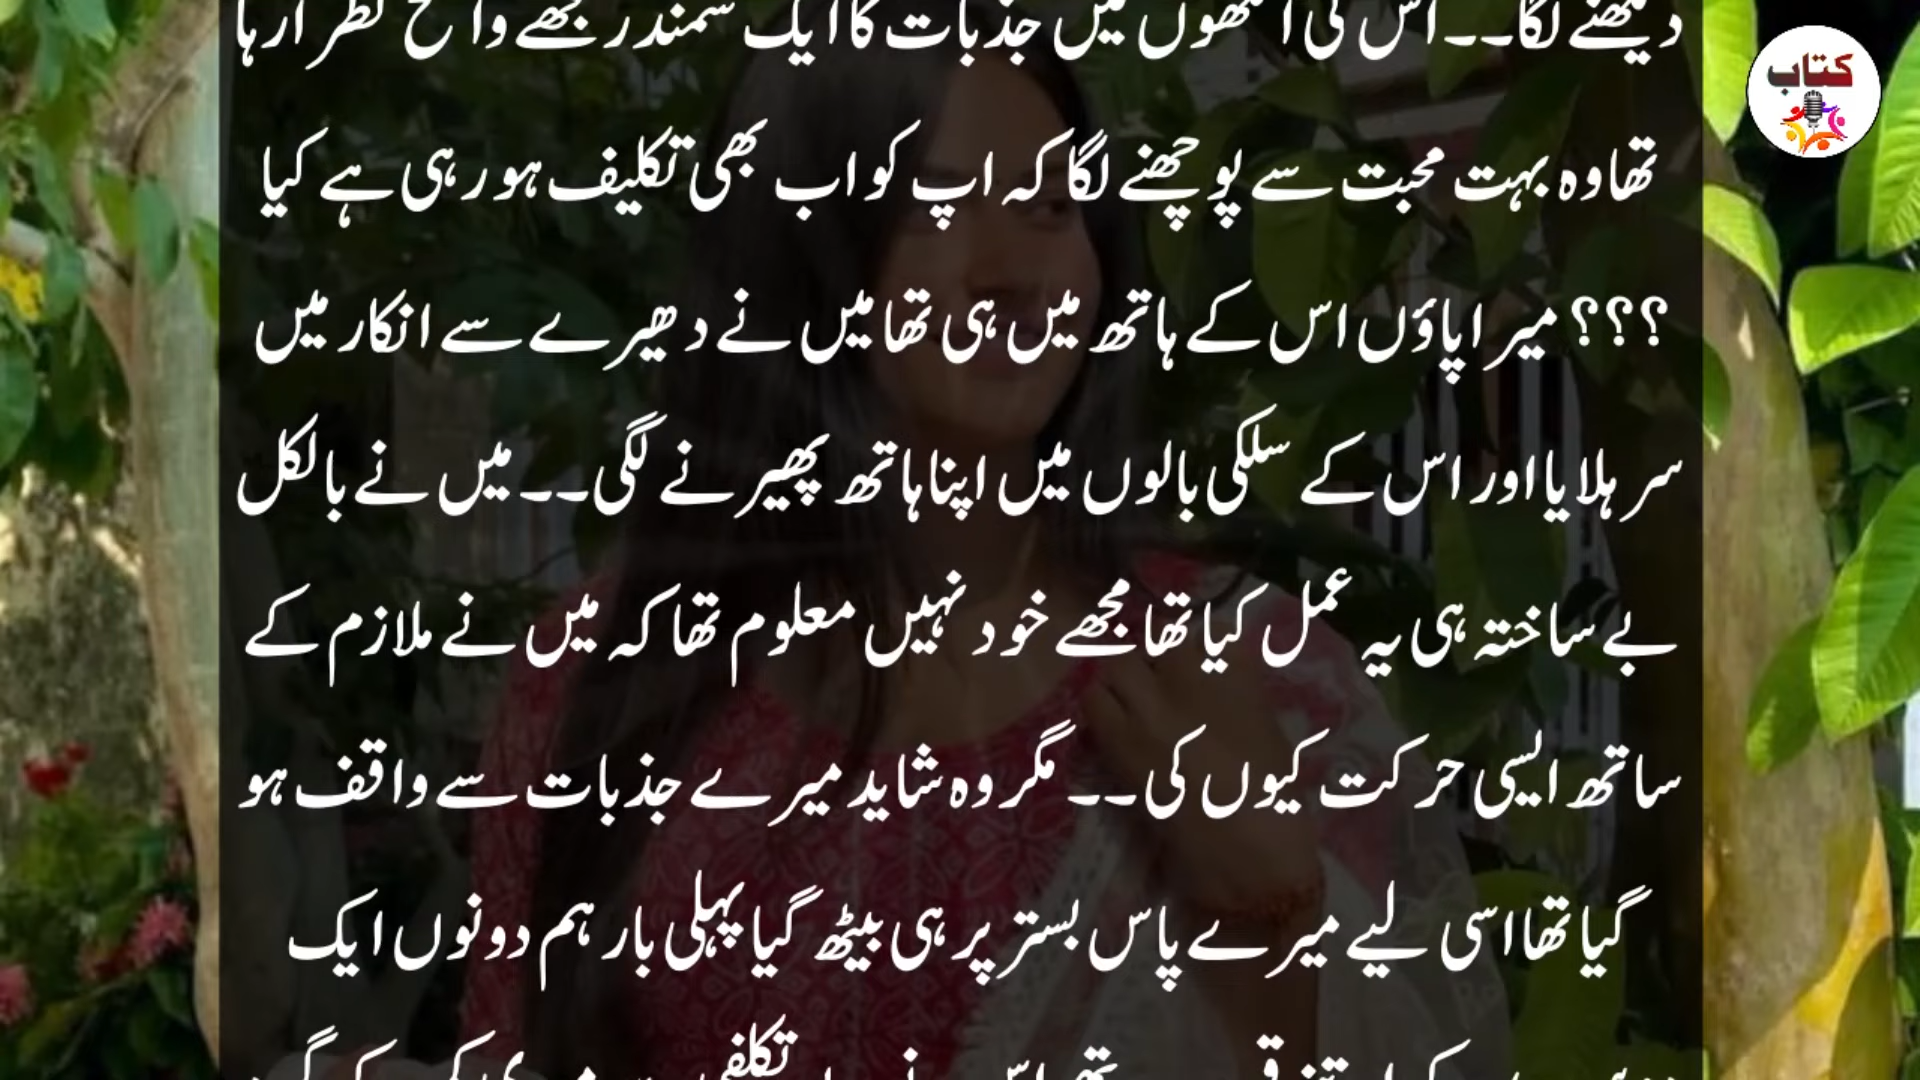 دیکھنے لگا۔۔اس کی آنکھوں میں جذبات کا ایک سمندر مجھے واضح نظر آرہا
کتاب
تھا وہ بہت محبت سے پوچھنے لگا کہ اپ کو اب بھی تکلیف ہو رہی ہے کیا
؟؟؟ میرا پاؤں اس کے ہاتھ میں ہی تھا میں نے دھیرے سے انکار میں
سر ہلایا اور اس کے سلکی بالوں میں اپنا ہاتھ پھیرنے لگی۔۔میں نے بالکل
بے ساختہ ہی یہ عمل کیا تھا مجھے خود نہیں معلوم تھا کہ میں نے ملازم کے
ساتھ ایسی حرکت کیوں کی۔۔ مگر وہ شاید میرے جذبات سے واقف ہو
گیا تھا اسی لیے میرے پاس بستر پر ہی بیٹھ گیا پہلی بار ہم دونوں ایک